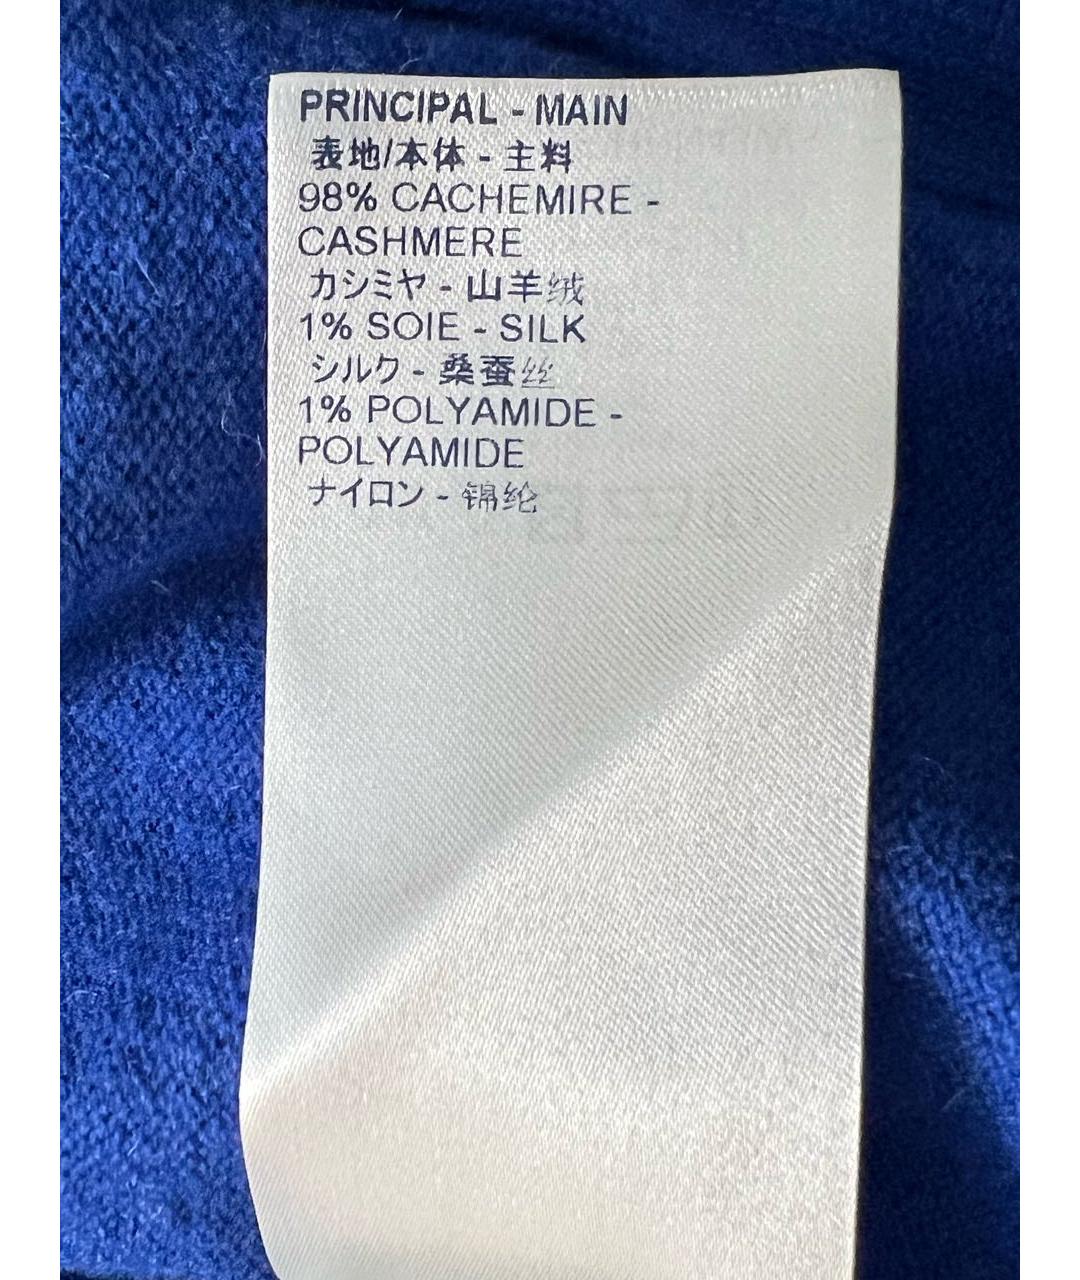 PRINCIPAL - MAIN
表地/本体 - 主料
98% CACHEMIRE -
CASHMERE
カシミヤ - 山羊绒
1% SOIE - SILK
シルク - 桑蚕丝
1% POLYAMIDE -
POLYAMIDE
ナイロン - 锦纶